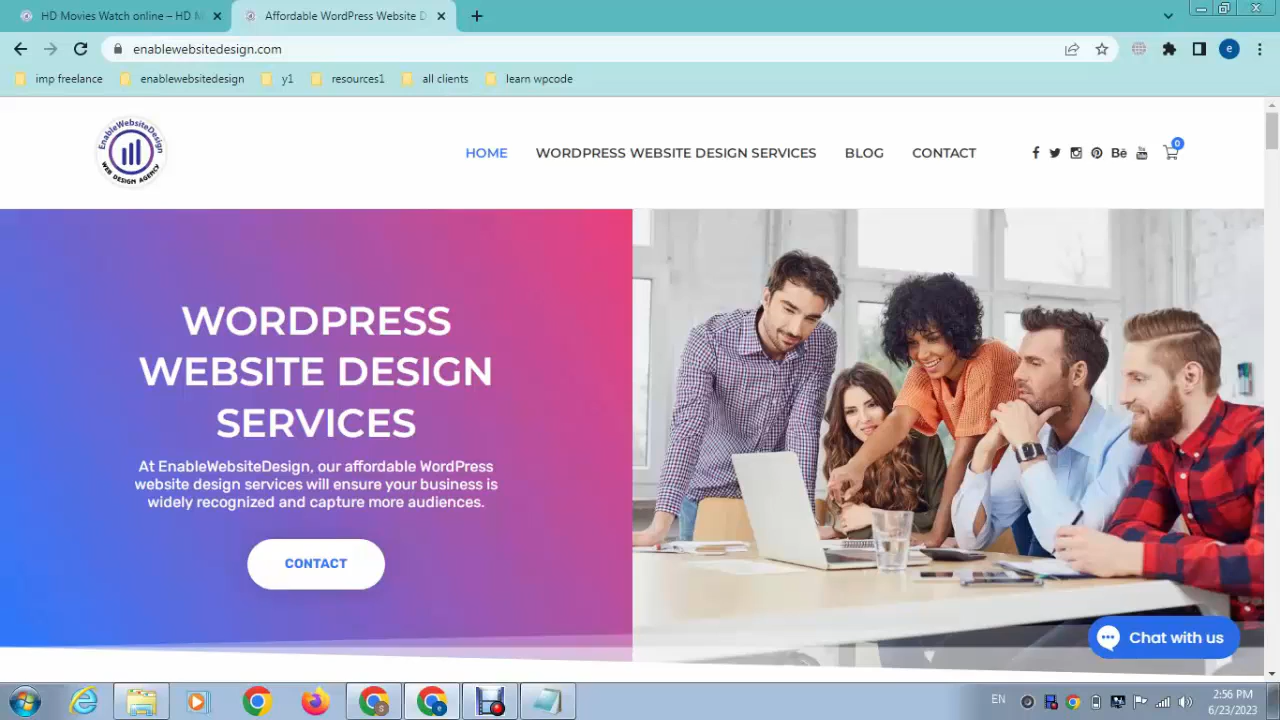 HD Movies Watch online – HD M
Affordable WordPress Website D
enablewebsitedesign.com
e
imp freelance
enablewebsitedesign
y1
resources1
all clients
learn wpcode
EnableWebsiteDesign
WEB DESIGN AGENCY
HOME
WORDPRESS WEBSITE DESIGN SERVICES
BLOG
CONTACT
0
WORDPRESS
WEBSITE DESIGN
SERVICES
At EnableWebsiteDesign, our affordable WordPress
website design services will ensure your business is
widely recognized and capture more audiences.
CONTACT
Chat with us
EN
2:56 PM
6/23/2023